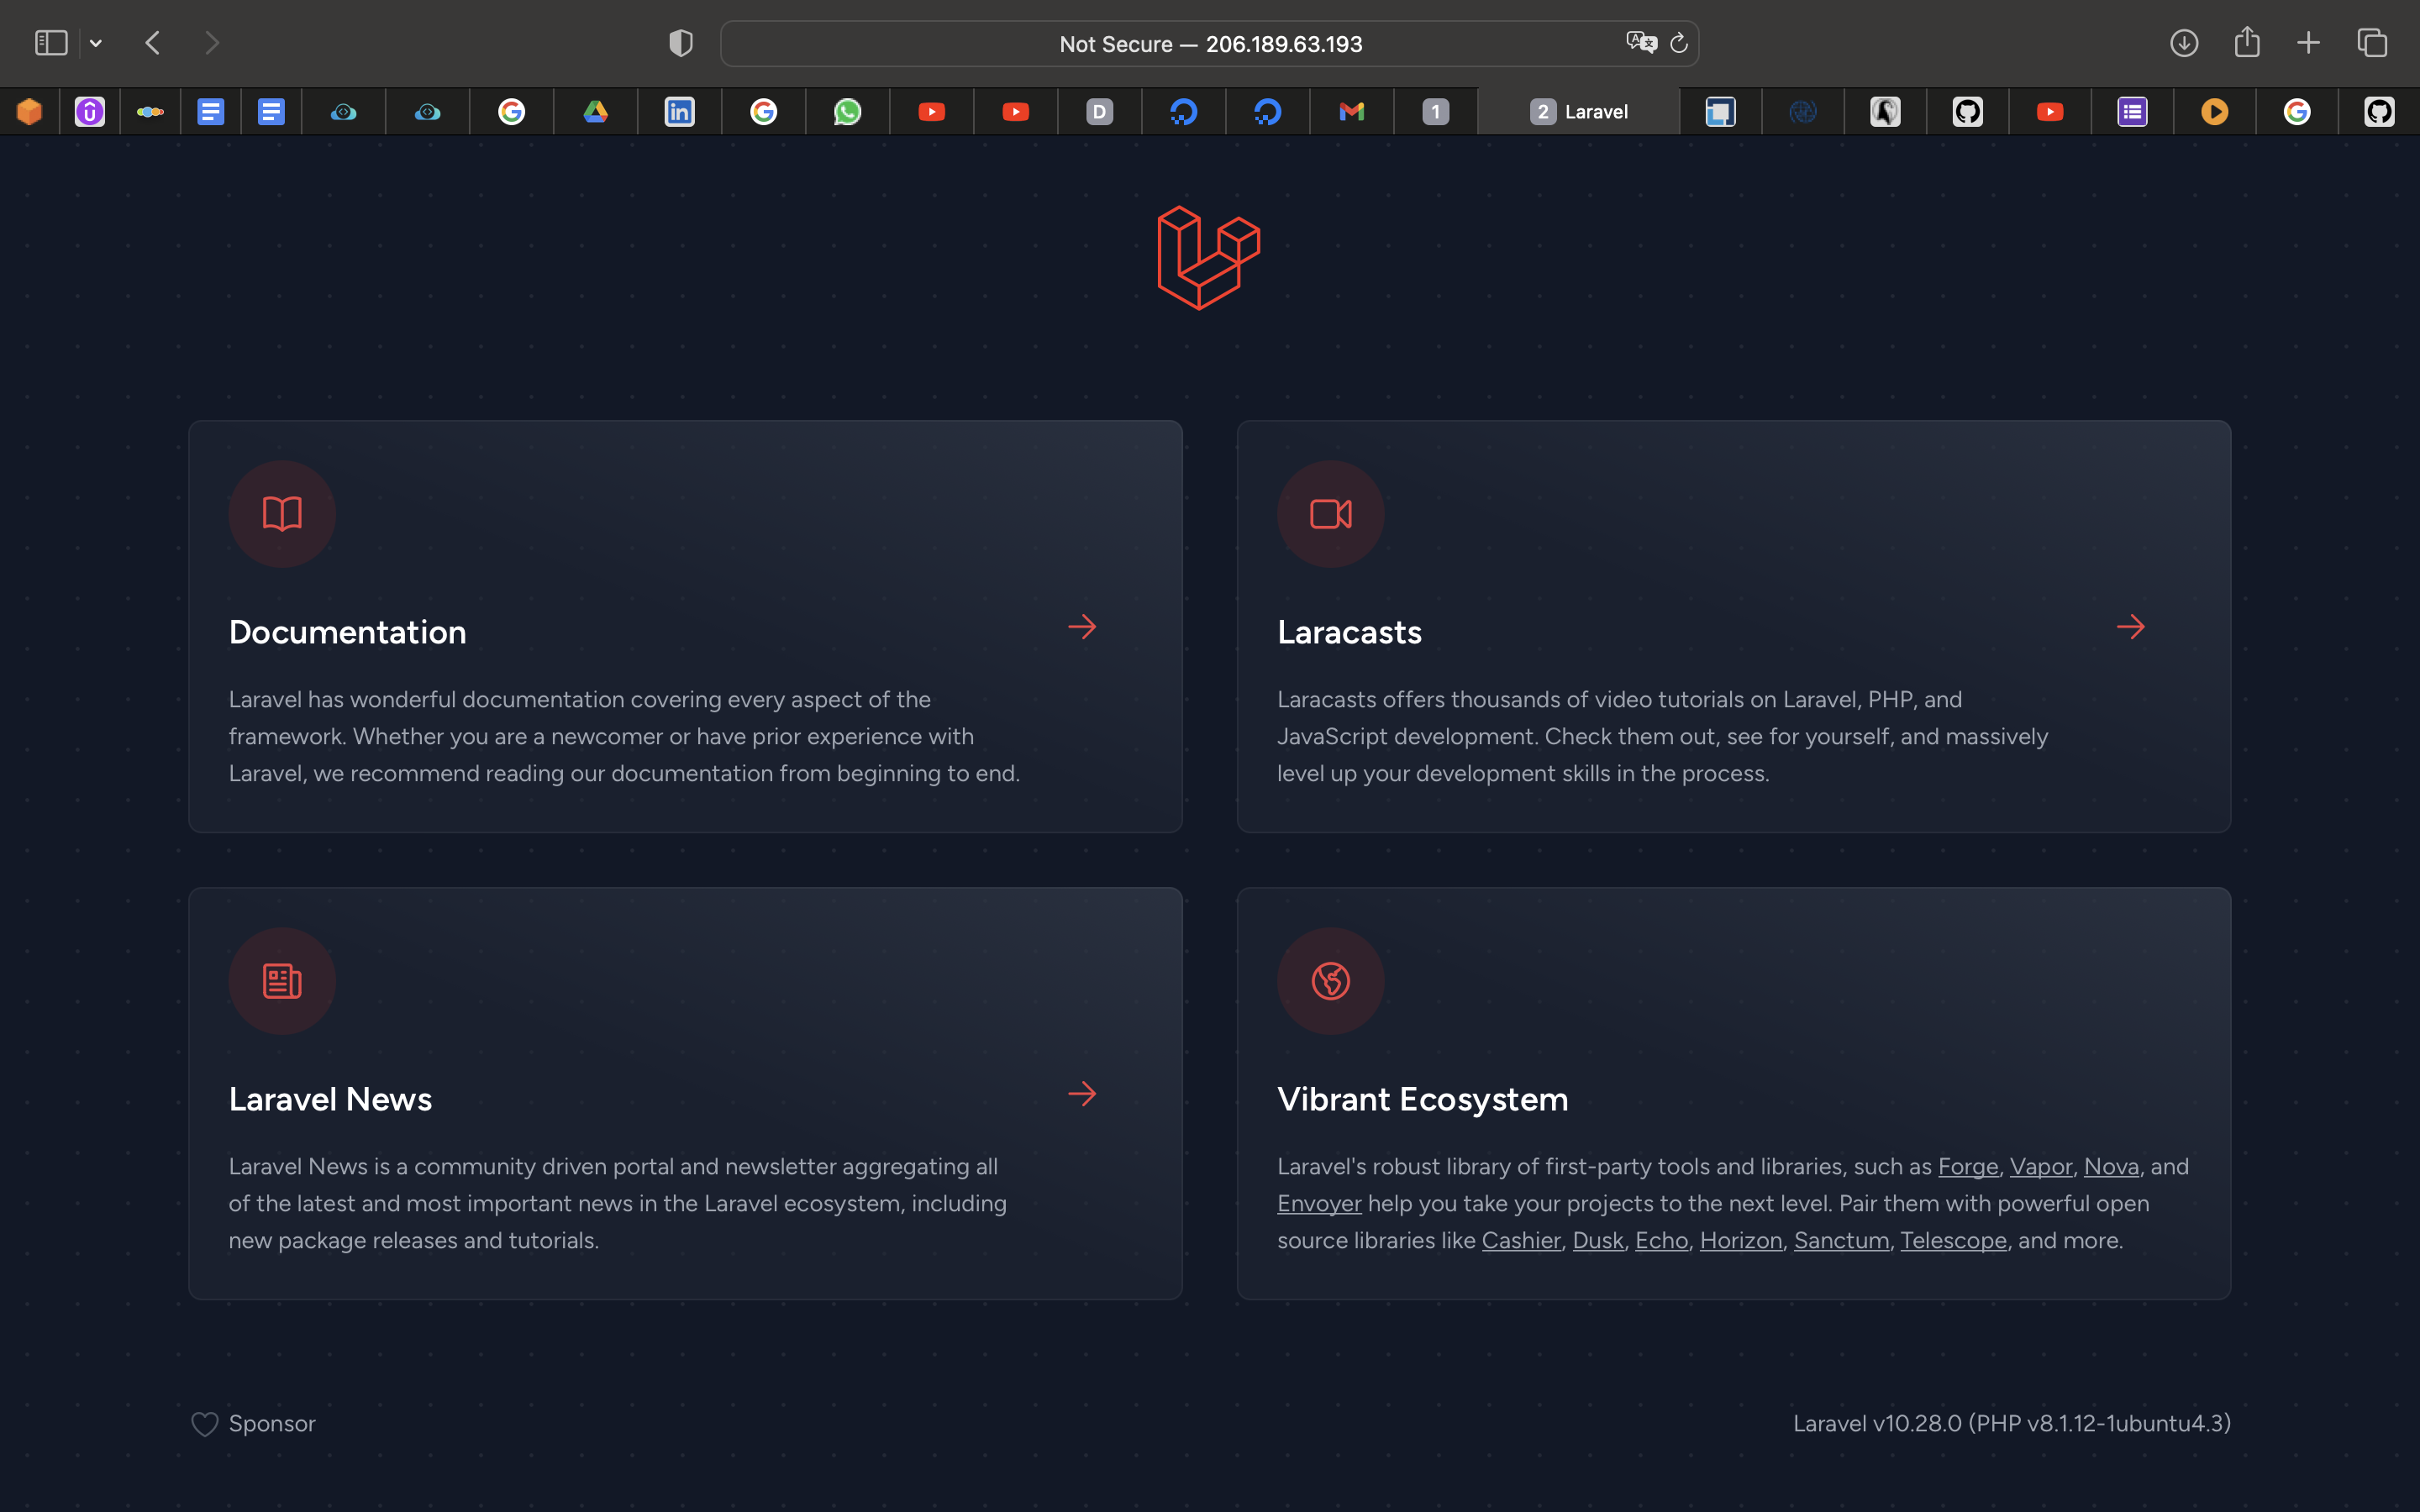 Not Secure — 206.189.63.193
D
1
2 Laravel
Documentation
Laravel has wonderful documentation covering every aspect of the
framework. Whether you are a newcomer or have prior experience with
Laravel, we recommend reading our documentation from beginning to end.
Laracasts
Laracasts offers thousands of video tutorials on Laravel, PHP, and
JavaScript development. Check them out, see for yourself, and massively
level up your development skills in the process.
Laravel News
Laravel News is a community driven portal and newsletter aggregating all
of the latest and most important news in the Laravel ecosystem, including
new package releases and tutorials.
Vibrant Ecosystem
Laravel's robust library of first-party tools and libraries, such as Forge, Vapor, Nova, and
Envoyer help you take your projects to the next level. Pair them with powerful open
source libraries like Cashier, Dusk, Echo, Horizon, Sanctum, Telescope, and more.
Sponsor
Laravel v10.28.0 (PHP v8.1.12-1ubuntu4.3)